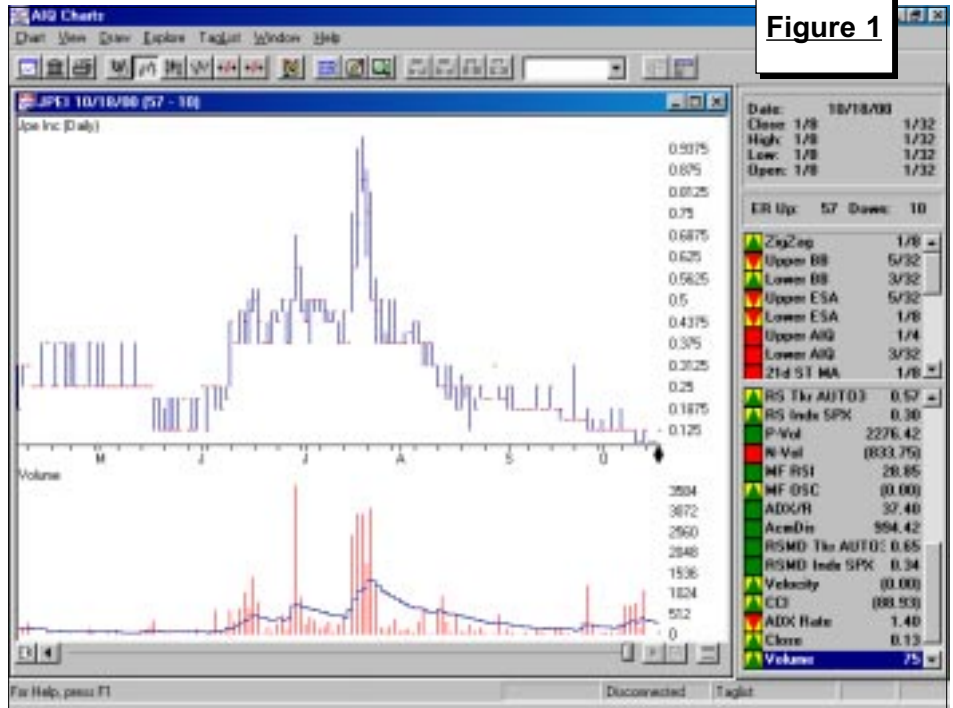 AIQ Charts
Figure 1
Chart View Draw Explore TagList Window Help
JPEI 10/18/00 (57 - 10)
Jpe Inc (Daily)
0.9375
0.875
0.8125
0.75
0.6875
0.625
0.5625
0.5
0.4375
0.375
0.3125
0.25
0.1875
0.125
M J J A S O
Volume
3584
3072
2560
2048
1536
1024
512
0
Date: 10/18/00
Close: 1/8 1/32
High: 1/8 1/32
Low: 1/8 1/32
Open: 1/8 1/32
ER Up: 57 Down: 10
ZigZag 1/8
Upper BB 5/32
Lower BB 3/32
Upper ESA 5/32
Lower ESA 1/8
Upper AIQ 1/4
Lower AIQ 3/32
21d ST MA 1/8
RS Tkr AUTO3 0.57
RS Indx SPX 0.30
P-Vol 2276.42
N-Vol (833.75)
MF RSI 28.85
MF OSC (0.00)
ADX/R 37.40
AcmDis 994.42
RSMD Tkr AUTO3 0.65
RSMD Indx SPX 0.34
Velocity (0.00)
CCI (88.93)
ADX Rate 1.40
Close 0.13
Volume 75
For Help, press F1
Disconnected
Taglist